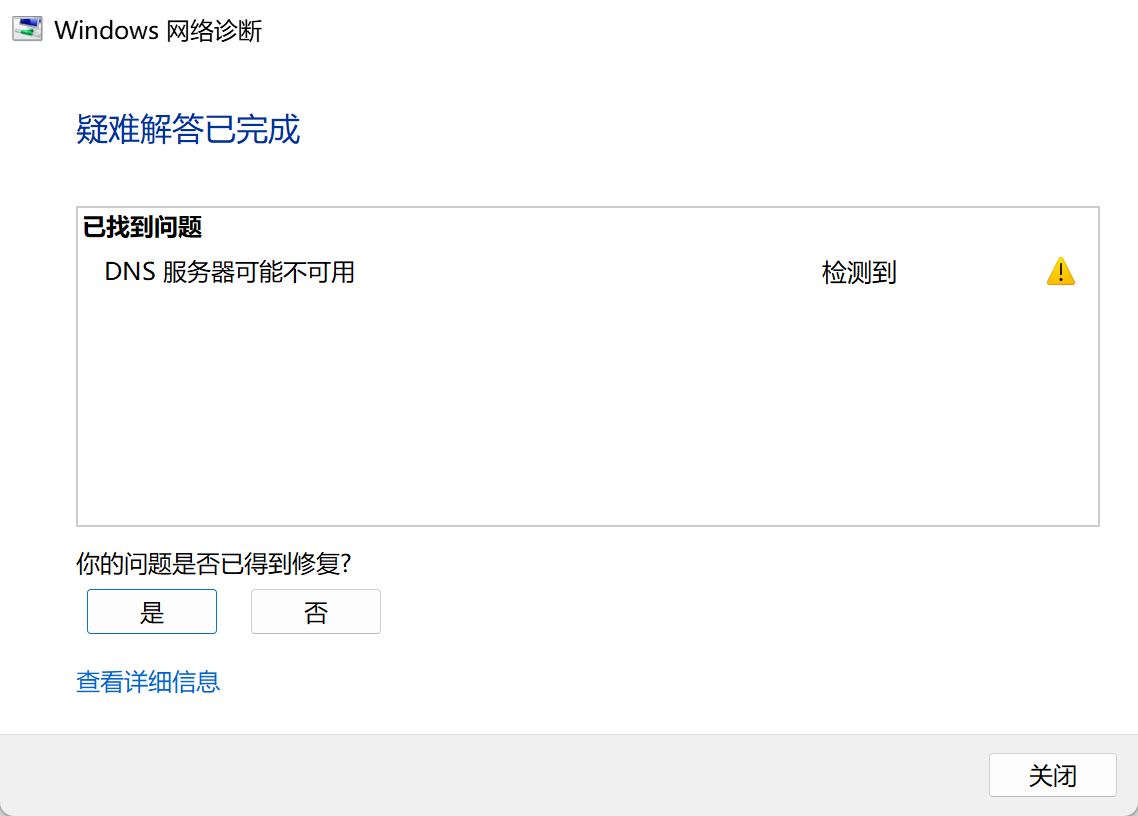 Windows 网络诊断
疑难解答已完成
已找到问题
DNS 服务器可能不可用 检测到
你的问题是否已得到修复?
是 否
查看详细信息
关闭